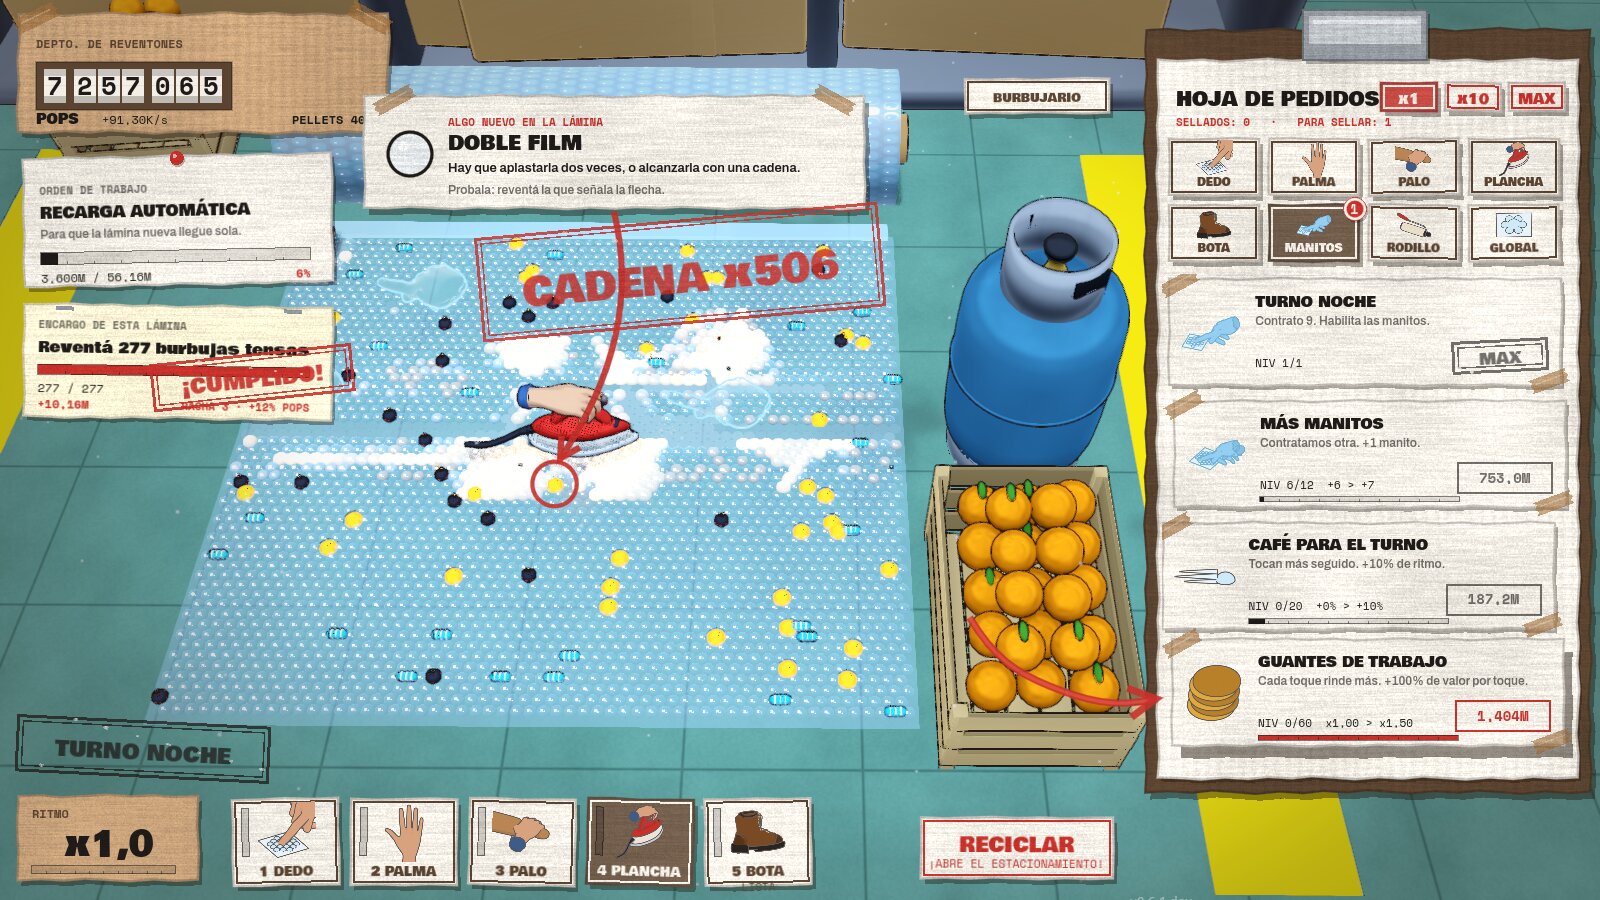 DEPTO. DE REVENTONES
7 257 065
POPS +91,30K/s PELLETS 40
ORDEN DE TRABAJO
RECARGA AUTOMÁTICA
Para que la lámina nueva llegue sola.
3,600M / 56,16M 6%
ENCARGO DE ESTA LÁMINA
Reventá 277 burbujas tensas
277 / 277
+10,16M
¡CUMPLIDO!
3 · +12% POPS
ALGO NUEVO EN LA LÁMINA
DOBLE FILM
Hay que aplastarla dos veces, o alcanzarla con una cadena.
Probala: reventá la que señala la flecha.
CADENA x506
BURBUJARIO
HOJA DE PEDIDOS x1 x10 MAX
SELLADOS: 0 · PARA SELLAR: 1
DEDO
PALMA
PALO
PLANCHA
BOTA
MANITOS
1
RODILLO
GLOBAL
TURNO NOCHE
Contrato 9. Habilita las manitos.
NIV 1/1
MAX
MÁS MANITOS
Contratamos otra. +1 manito.
NIV 6/12 +6 > +7
753,0M
CAFÉ PARA EL TURNO
Tocan más seguido. +10% de ritmo.
NIV 0/20 +0% > +10%
187,2M
GUANTES DE TRABAJO
Cada toque rinde más. +100% de valor por toque.
NIV 0/60 x1,00 > x1,50
1,404M
TURNO NOCHE
RITMO
x1,0
1 DEDO
2 PALMA
3 PALO
4 PLANCHA
5 BOTA
RECICLAR
¡ABRE EL ESTACIONAMIENTO!